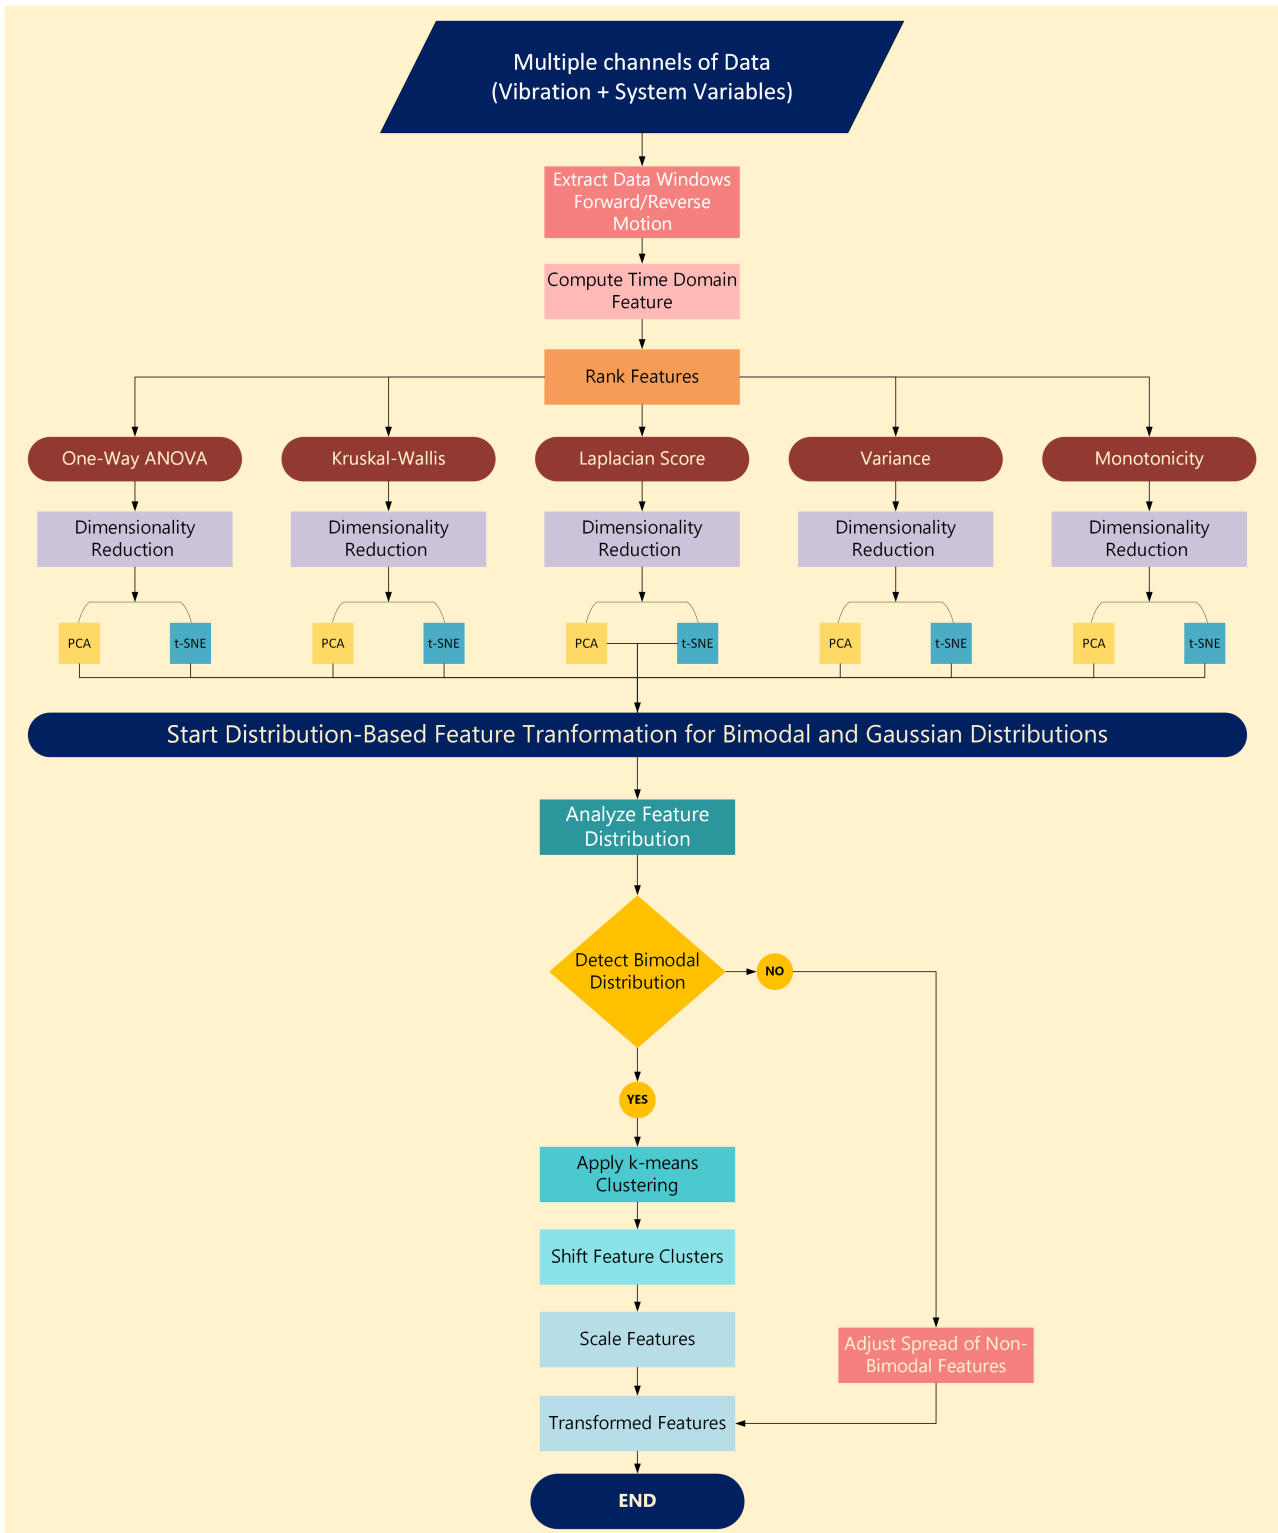 Multiple channels of Data
(Vibration + System Variables)
Extract Data Windows
Forward/Reverse
Motion
Compute Time Domain
Feature
Rank Features
One-Way ANOVA
Kruskal-Wallis
Laplacian Score
Variance
Monotonicity
Dimensionality
Reduction
Dimensionality
Reduction
Dimensionality
Reduction
Dimensionality
Reduction
Dimensionality
Reduction
PCA
t-SNE
PCA
t-SNE
PCA
t-SNE
PCA
t-SNE
PCA
t-SNE
Start Distribution-Based Feature Tranformation for Bimodal and Gaussian Distributions
Analyze Feature
Distribution
Detect Bimodal
Distribution
NO
YES
Apply k-means
Clustering
Shift Feature Clusters
Scale Features
Adjust Spread of Non-
Bimodal Features
Transformed Features
END